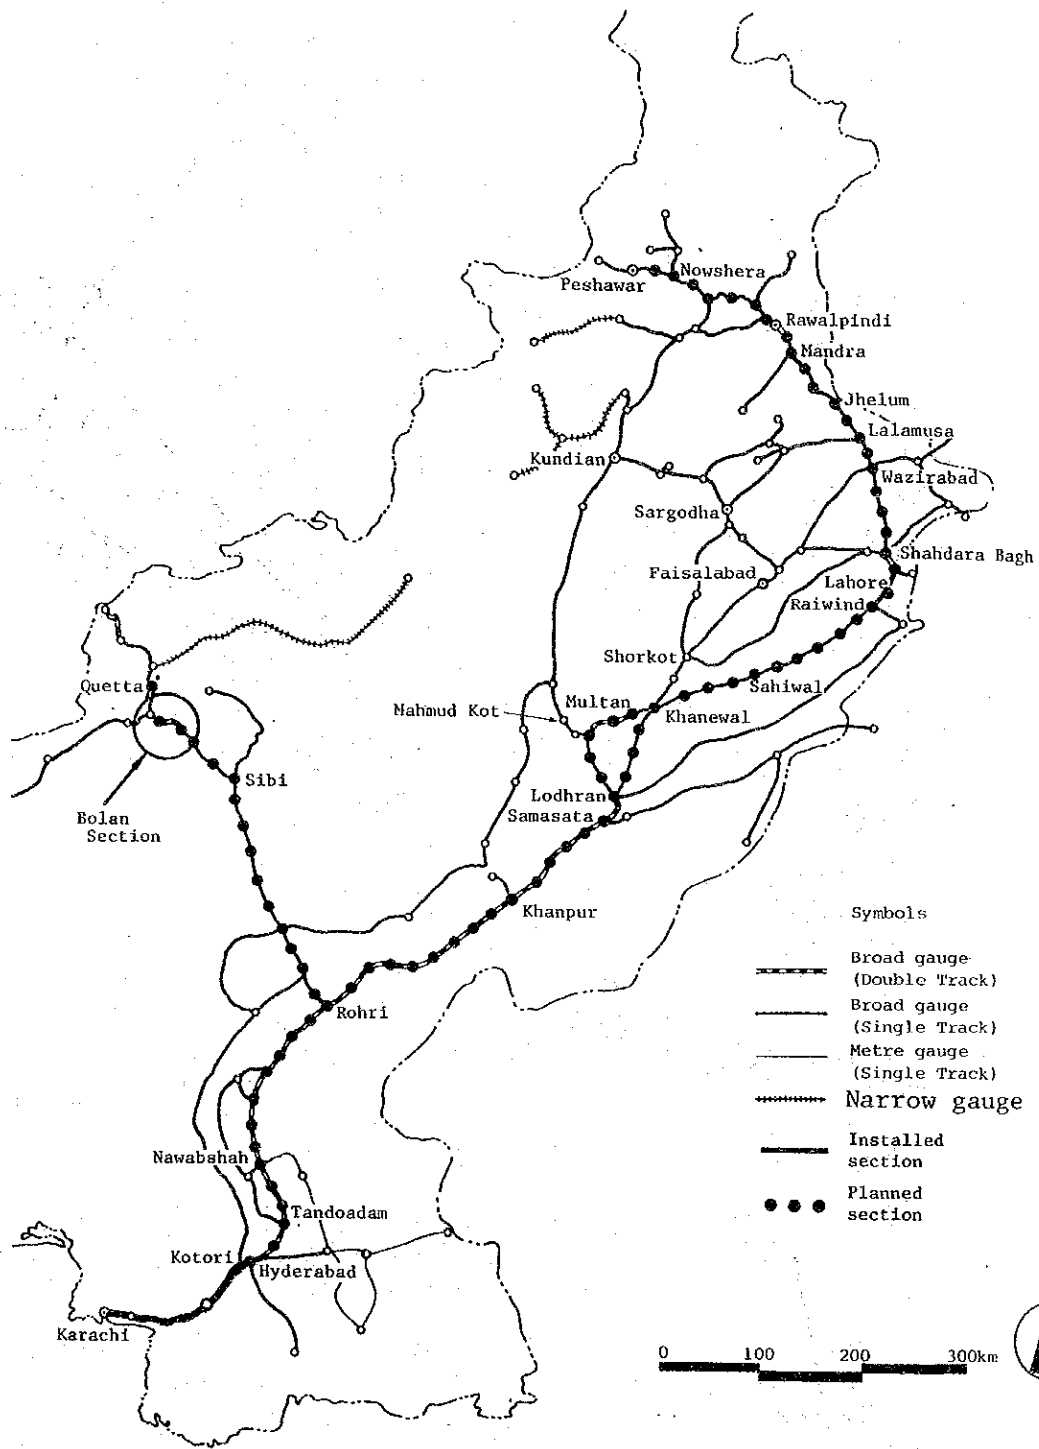 Nowshera
Peshawar
Rawalpindi
Mandra
Jhelum
Lalamusa
Kundian
Wazirabad
Sargodha
Shahdara Bagh
Faisalabad
Lahore
Raiwind
Shorkot
Quetta
Sahiwal
Multan
Mahmud Kot
Khanewal
Sibi
Lodhran
Bolan
Section
Samasata
Khanpur
Symbols
Broad gauge
(Double Track)
Rohri
Broad gauge
(Single Track)
Metre gauge
(Single Track)
Narrow gauge
Installed
section
Nawabshah
Planned
section
Tandoadam
Kotori
Hyderabad
Karachi
0 100 200 300km